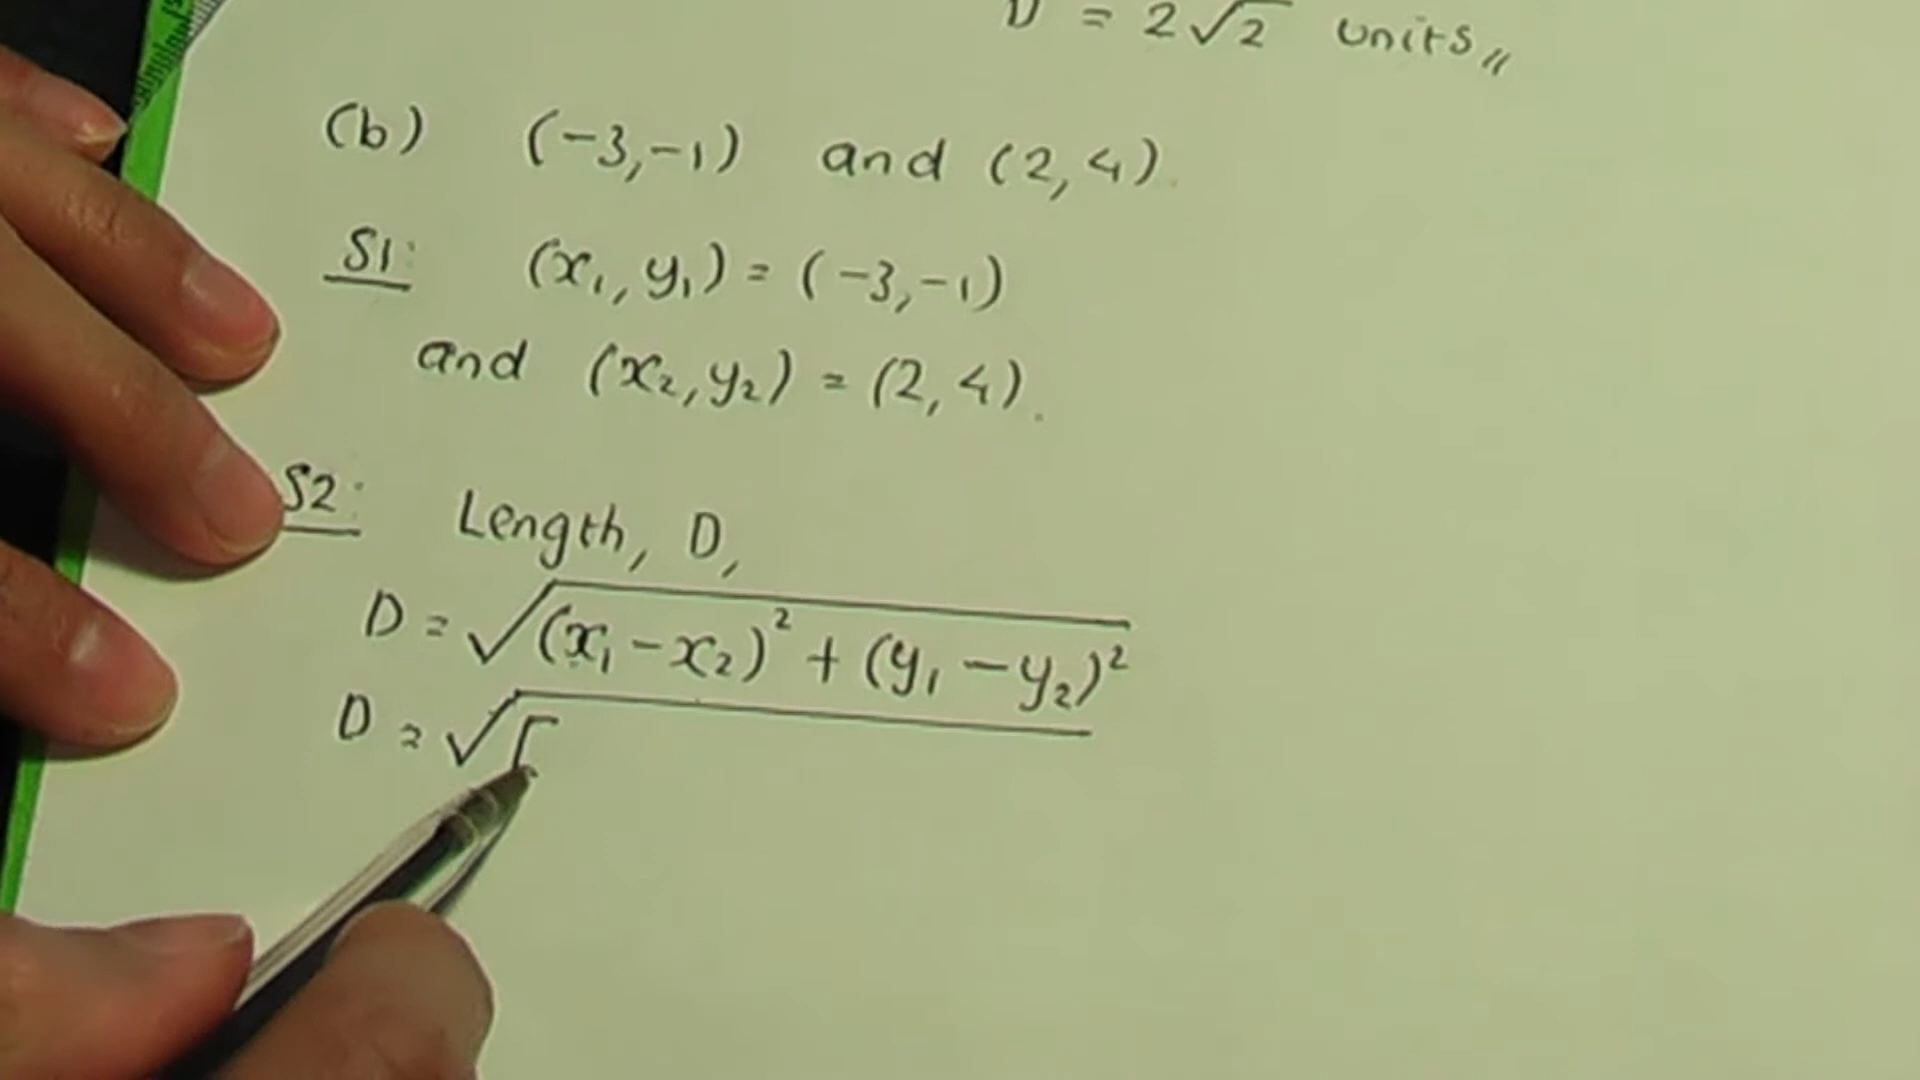 D = 2√2 units,,
(b) (-3,-1) and (2,4).
S1: (x₁, y₁) = (-3,-1)
and (x₂, y₂) = (2,4).
S2: Length, D,
D = √(x₁ - x₂)² + (y₁ - y₂)²
D = √[